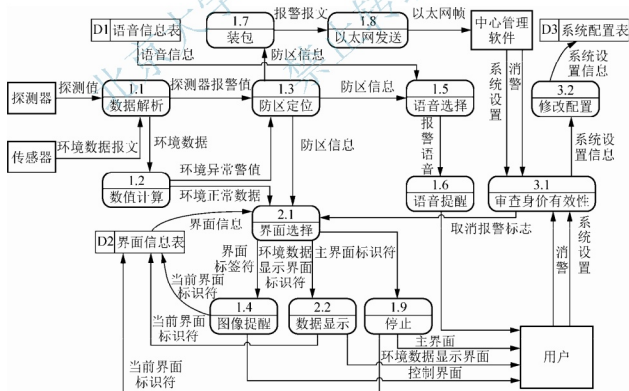 D1 语音信息表
1.7
装包
报警报文
1.8
以太网发送
以太网帧
中心管理
软件
D3 系统配置表
语音信息
防区信息
消警
系统设置
系统
设置信息
探测器
探测值
1.1
数据解析
探测器报警值
1.3
防区定位
防区信息
1.5
语音选择
3.2
修改配置
传感器
环境数据报文
环境数据
防区信息
报警语音
系统
设置信息
1.2
数值计算
环境异常警值
环境正常数据
1.6
语音提醒
3.1
审查身价有效性
界面信息
2.1
界面选择
取消报警标志
D2 界面信息表
界面
标签符
环境数据
显示界面
标识符
主界面标识符
消警
系统设置
当前界面
标识符
1.4
图像提醒
2.2
数据显示
1.9
停止
当前界面
标识符
主界面
环境数据显示界面
控制界面
用户
当前界面
标识符